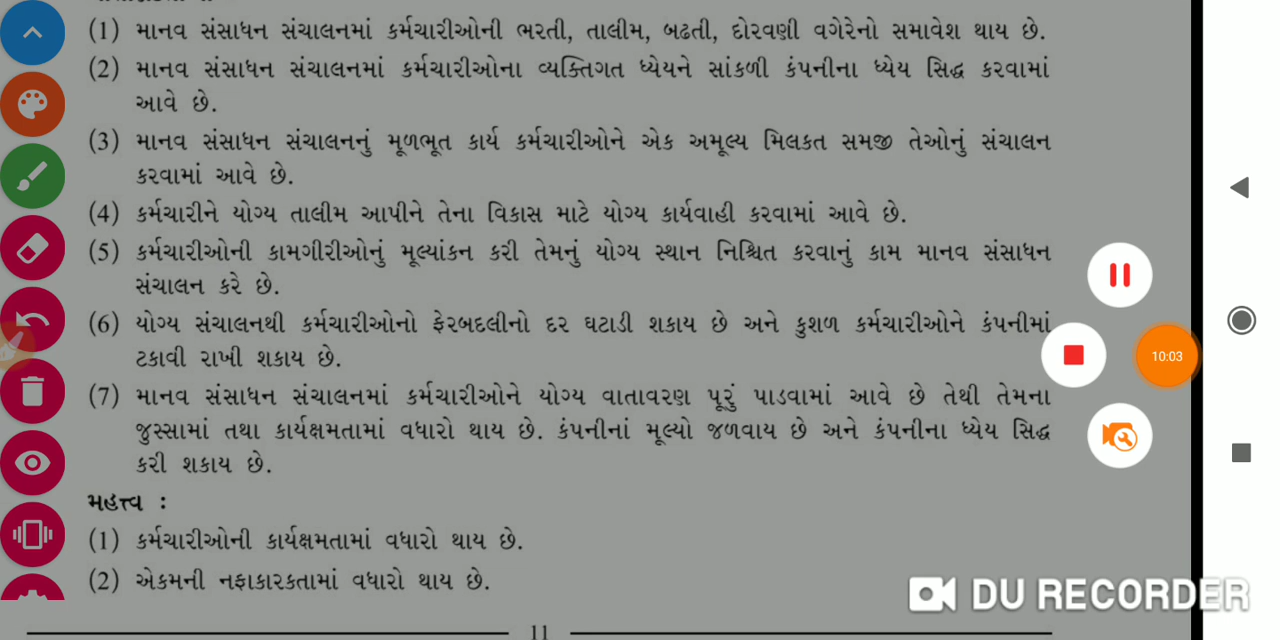 (1) માનવ સંસાધન સંચાલનમાં કર્મચારીઓની ભરતી, તાલીમ, બઢતી, દોરવણી વગેરેનો સમાવેશ થાય છે.
(2) માનવ સંસાધન સંચાલનમાં કર્મચારીઓના વ્યક્તિગત ધ્યેયને સાંકળી કંપનીના ધ્યેય સિદ્ધ કરવામાં
આવે છે.
(3) માનવ સંસાધન સંચાલનનું મૂળભૂત કાર્ય કર્મચારીઓને એક અમૂલ્ય મિલકત સમજી તેઓનું સંચાલન
કરવામાં આવે છે.
(4) કર્મચારીને યોગ્ય તાલીમ આપીને તેના વિકાસ માટે યોગ્ય કાર્યવાહી કરવામાં આવે છે.
(5) કર્મચારીઓની કામગીરીઓનું મૂલ્યાંકન કરી તેમનું યોગ્ય સ્થાન નિશ્ચિત કરવાનું કામ માનવ સંસાધન
સંચાલન કરે છે.
(6) યોગ્ય સંચાલનથી કર્મચારીઓનો ફેરબદલીનો દર ઘટાડી શકાય છે અને કુશળ કર્મચારીઓને કંપનીમાં
ટકાવી રાખી શકાય છે.
10:03
(7) માનવ સંસાધન સંચાલનમાં કર્મચારીઓને યોગ્ય વાતાવરણ પૂરું પાડવામાં આવે છે તેથી તેમના
જુસ્સામાં તથા કાર્યક્ષમતામાં વધારો થાય છે. કંપનીનાં મૂલ્યો જળવાય છે અને કંપનીના ધ્યેય સિદ્ધ
કરી શકાય છે.
મહત્ત્વ :
(1) કર્મચારીઓની કાર્યક્ષમતામાં વધારો થાય છે.
(2) એકમની નફાકારકતામાં વધારો થાય છે.
DU RECORDER
11